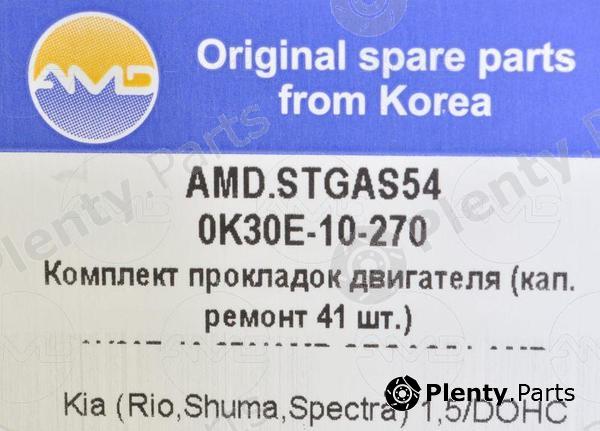 AMD
Original spare parts
from Korea
AMD.STGAS54
0K30E-10-270
Комплект прокладок двигателя (кап.
ремонт 41 шт.)
Kia (Rio,Shuma,Spectra) 1,5/DOHC
Plenty.Parts